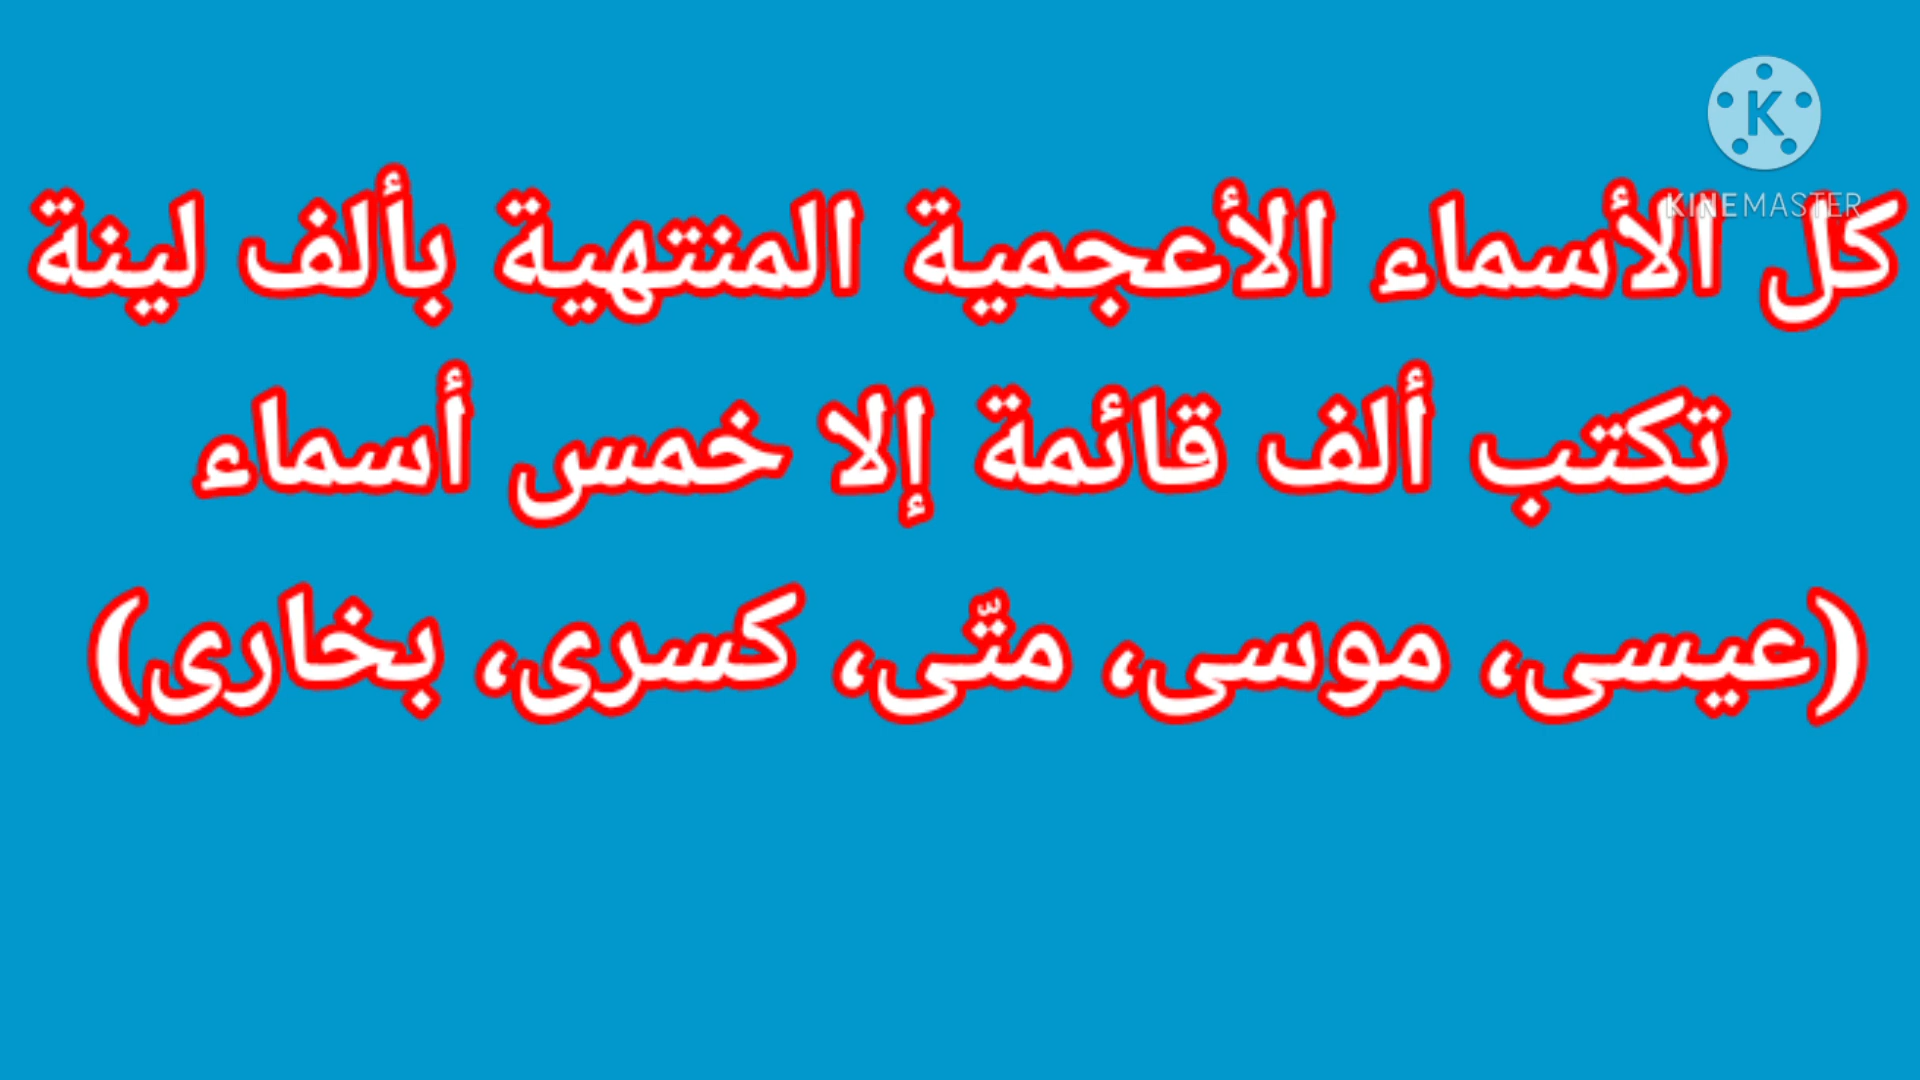 K
KINEMASTER
كل الأسماء الأعجمية المنتهية بألف لينة
تكتب ألف قائمة إلا خمس أسماء
(عيسى، موسى، متّى، كسرى، بخارى)